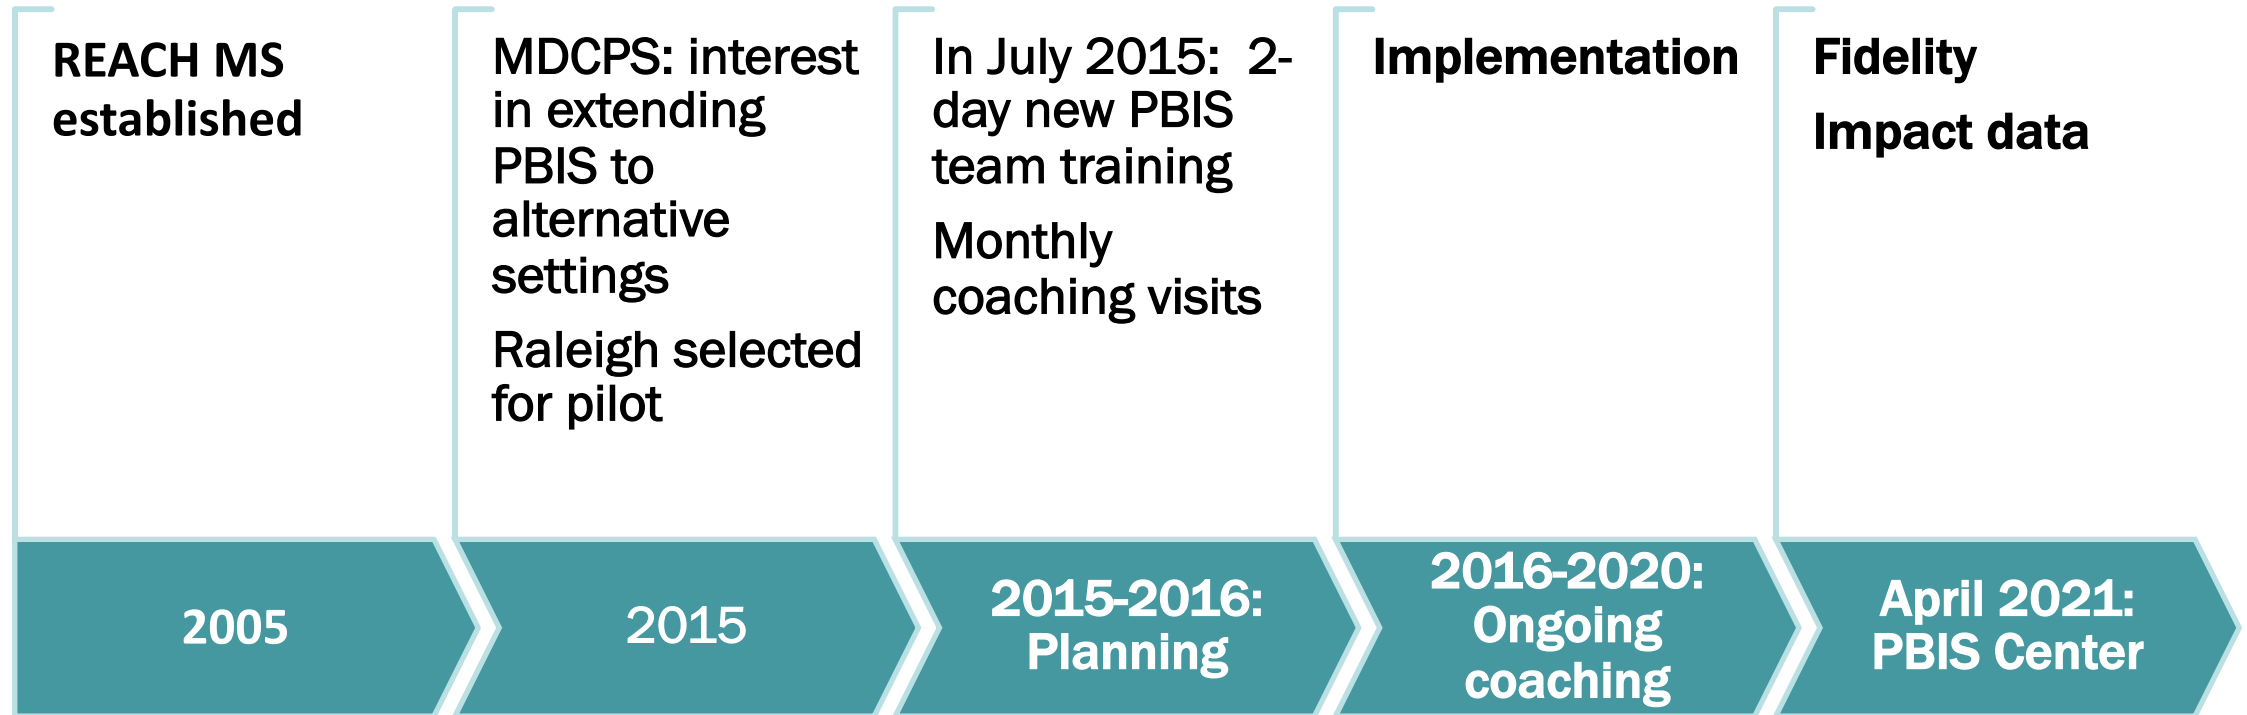 REACH MS
established
MDCPS: interest
in extending
PBIS to
alternative
settings
Raleigh selected
for pilot
In July 2015:  2-
day new PBIS
team training
Monthly
coaching visits
Implementation
Fidelity
Impact data
2005
2015
2015-2016:
Planning
2016-2020:
Ongoing
coaching
April 2021:
PBIS Center